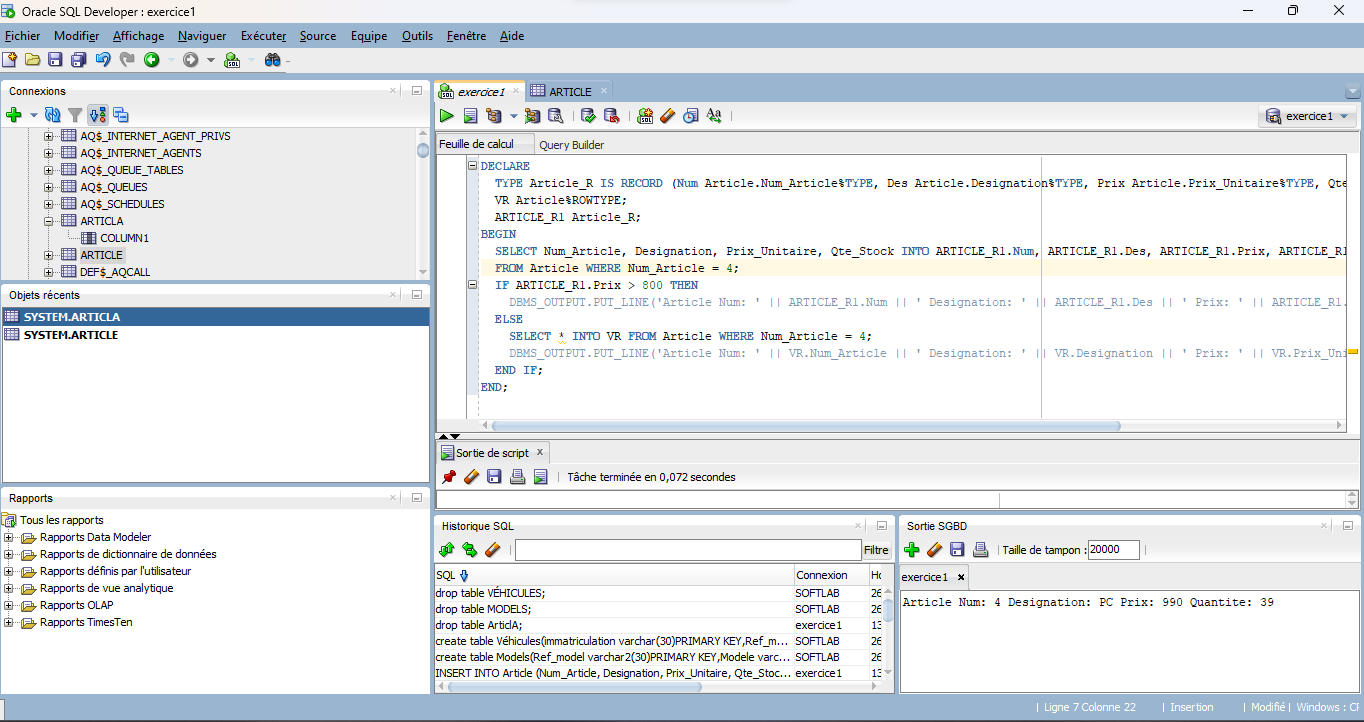 Oracle SQL Developer : exercice1
Fichier Modifier Affichage Naviguer Exécuter Source Equipe Outils Fenêtre Aide
Connexions
AQ$_INTERNET_AGENT_PRIVS
AQ$_INTERNET_AGENTS
AQ$_QUEUE_TABLES
AQ$_QUEUES
AQ$_SCHEDULES
ARTICLA
COLUMN1
ARTICLE
DEF$_AQCALL
Objets récents
SYSTEM.ARTICLA
SYSTEM.ARTICLE
Rapports
Tous les rapports
Rapports Data Modeler
Rapports de dictionnaire de données
Rapports définis par l'utilisateur
Rapports de vue analytique
Rapports OLAP
Rapports TimesTen
exercice1 ARTICLE
exercice1
Feuille de calcul Query Builder
DECLARE
TYPE Article_R IS RECORD (Num Article.Num_Article%TYPE, Des Article.Designation%TYPE, Prix Article.Prix_Unitaire%TYPE, Qte
VR Article%ROWTYPE;
ARTICLE_R1 Article_R;
BEGIN
SELECT Num_Article, Designation, Prix_Unitaire, Qte_Stock INTO ARTICLE_R1.Num, ARTICLE_R1.Des, ARTICLE_R1.Prix, ARTICLE_R1
FROM Article WHERE Num_Article = 4;
IF ARTICLE_R1.Prix > 800 THEN
DBMS_OUTPUT.PUT_LINE('Article Num: ' || ARTICLE_R1.Num || ' Designation: ' || ARTICLE_R1.Des || ' Prix: ' || ARTICLE_R1.
ELSE
SELECT * INTO VR FROM Article WHERE Num_Article = 4;
DBMS_OUTPUT.PUT_LINE('Article Num: ' || VR.Num_Article || ' Designation: ' || VR.Designation || ' Prix: ' || VR.Prix_Uni
END IF;
END;
Sortie de script
Tâche terminée en 0,072 secondes
Historique SQL
Filtre
SQL Connexion Ho
drop table VÉHICULES; SOFTLAB 26
drop table MODELS; SOFTLAB 26
drop table ArticlA; exercice1 13
create table Véhicules(immatriculation varchar(30)PRIMARY KEY,Ref_m... SOFTLAB 26
create table Models(Ref_model varchar2(30)PRIMARY KEY,Modele varc... SOFTLAB 26
INSERT INTO Article (Num_Article, Designation, Prix_Unitaire, Qte_Stoc... exercice1 13
Sortie SGBD
Taille de tampon : 20000
exercice1
Article Num: 4 Designation: PC Prix: 990 Quantite: 39
Ligne 7 Colonne 22 | Insertion | Modifié | Windows : CF